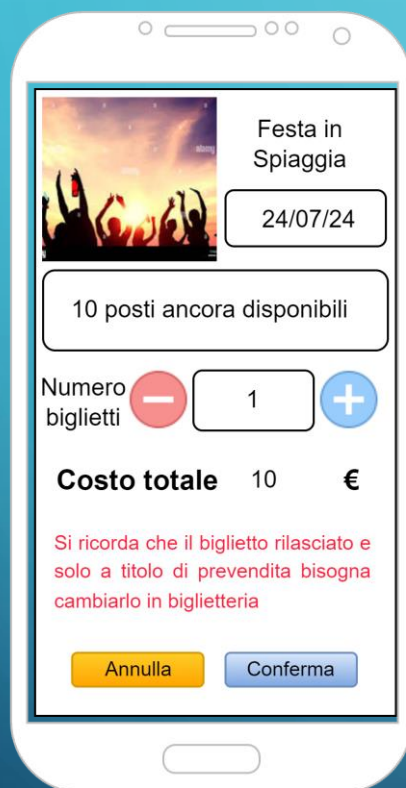 Festa in
Spiaggia
24/07/24
10 posti ancora disponibili
Numero
biglietti
1
Costo totale 10 €
Si ricorda che il biglietto rilasciato e
solo a titolo di prevendita bisogna
cambiarlo in biglietteria
Annulla Conferma